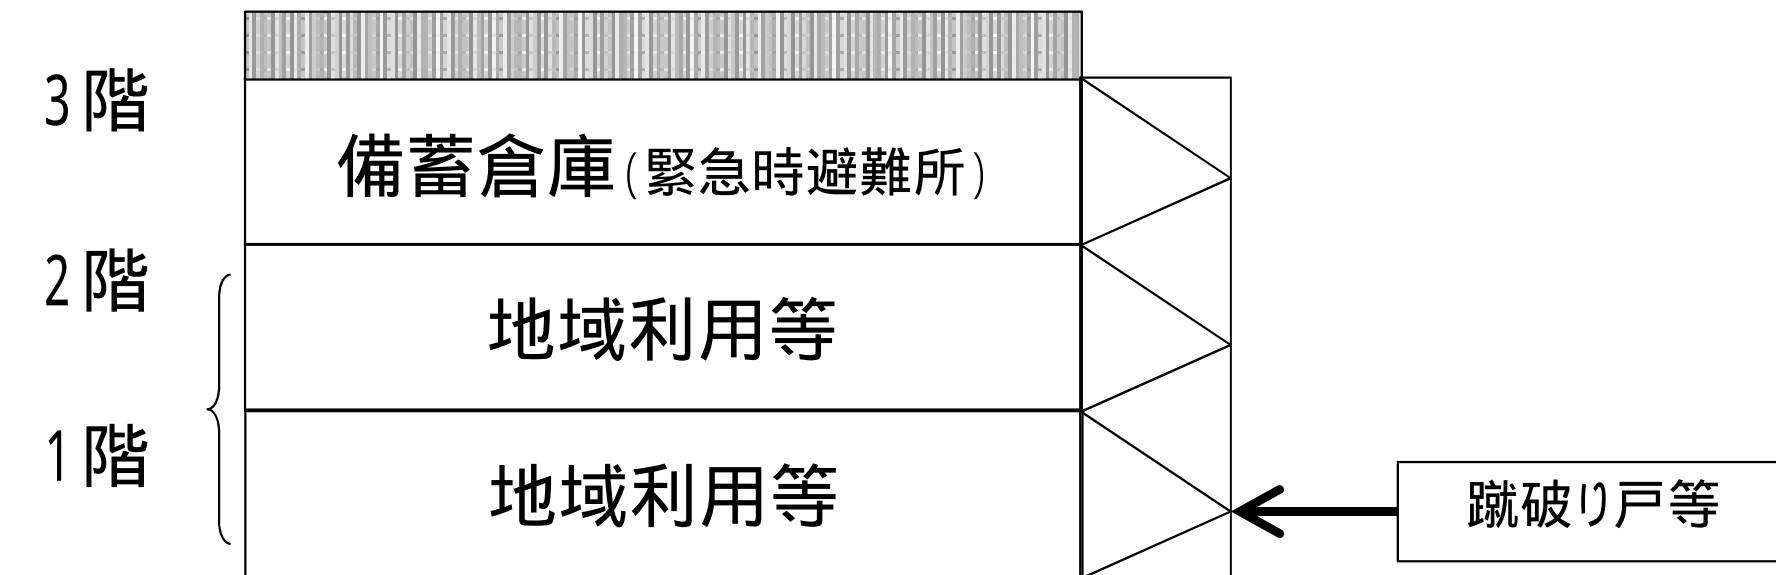 3階
備蓄倉庫(緊急時避難所)
2階
地域利用等
1階
地域利用等
蹴破り戸等